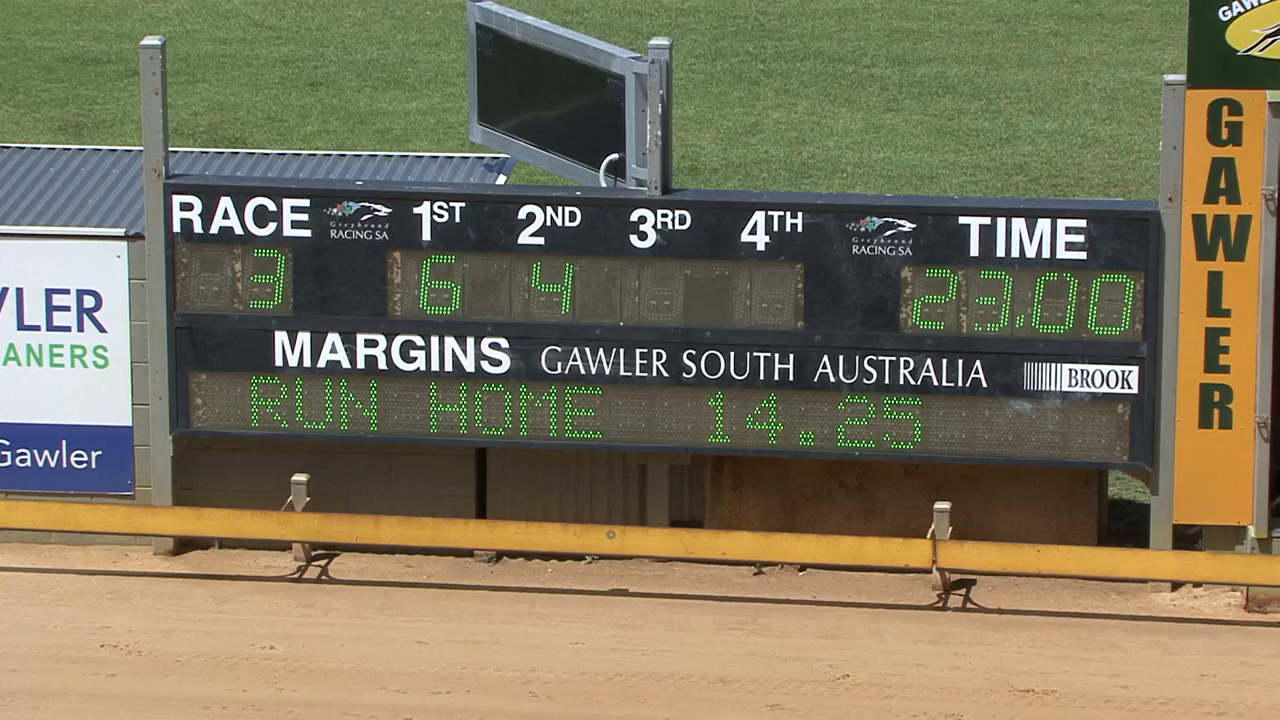 GAWLER
RACE
Greyhound
RACING SA
1ST 2ND 3RD 4TH
Greyhound
RACING SA
TIME
3 6 4 23.00
MARGINS GAWLER SOUTH AUSTRALIA BROOK
RUN HOME 14.25
ANERS
Gawler